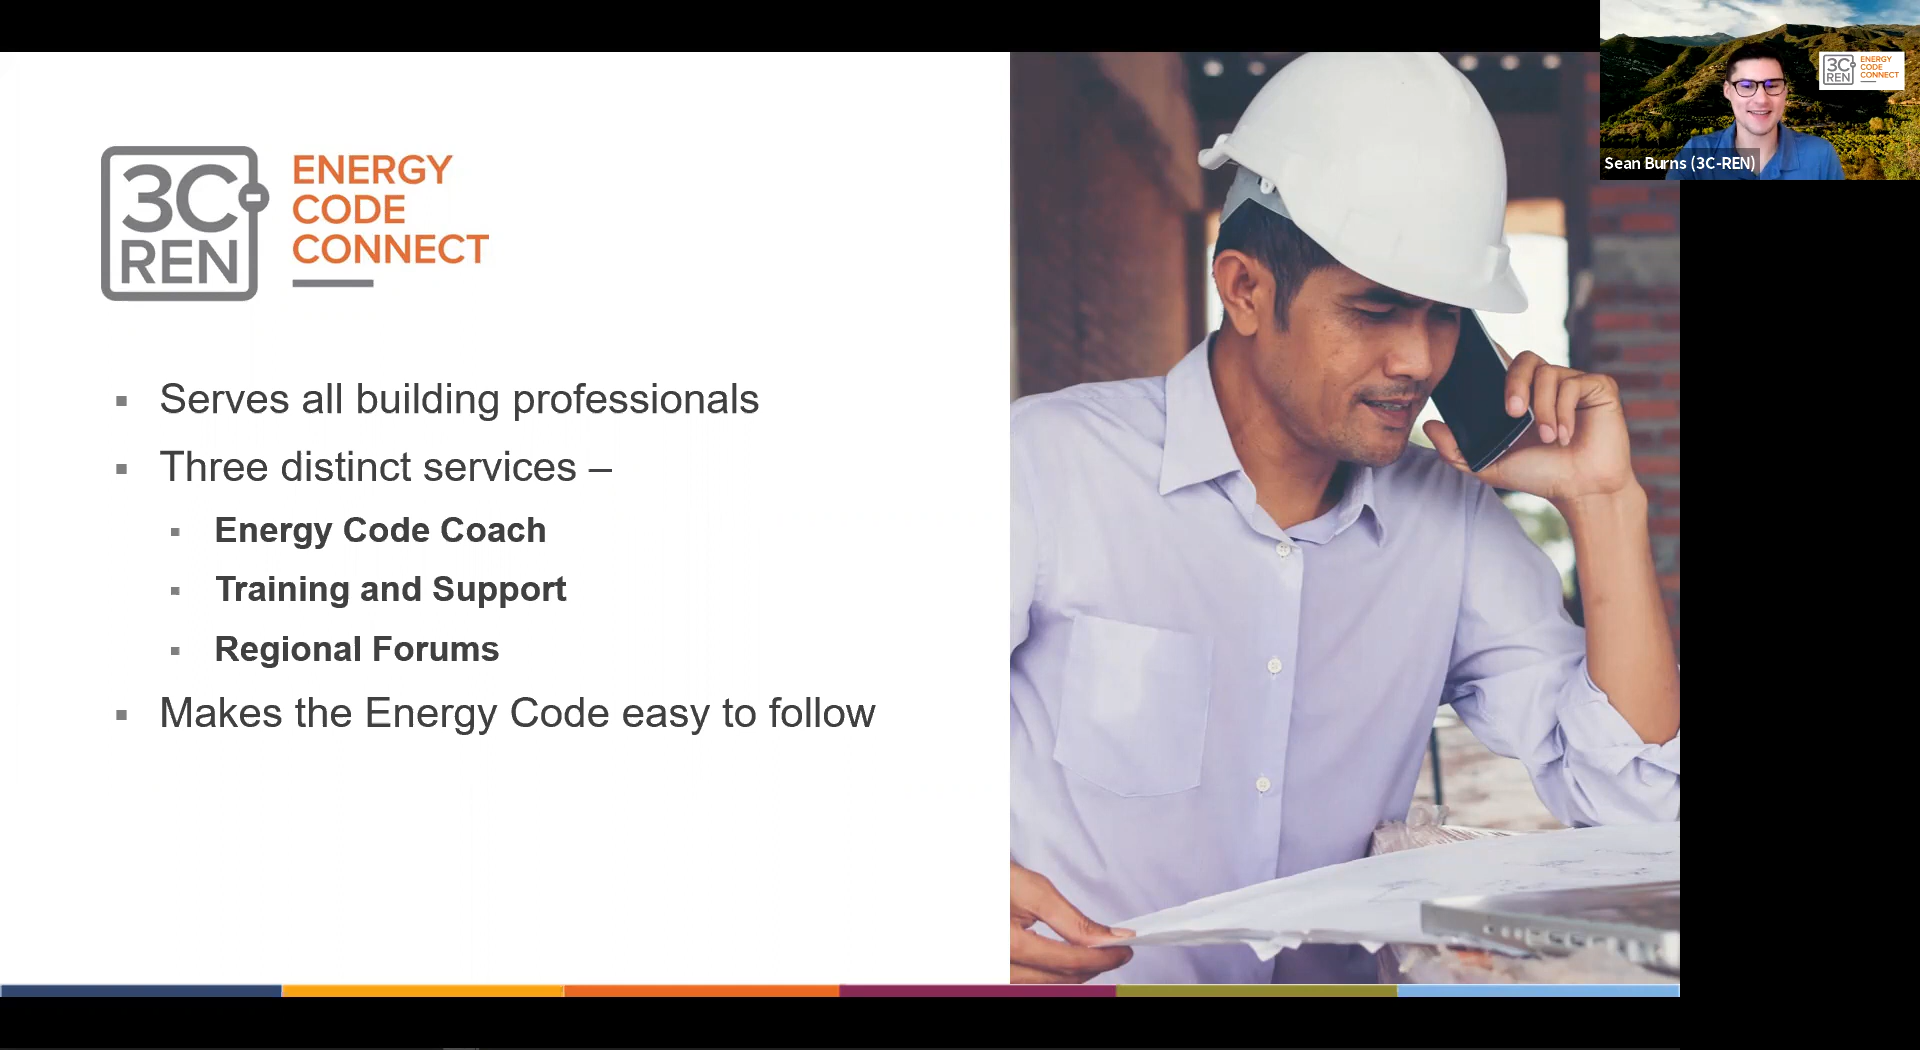 3C
REN
ENERGY
CODE
CONNECT
Serves all building professionals
Three distinct services –
Energy Code Coach
Training and Support
Regional Forums
Makes the Energy Code easy to follow
3C
REN
ENERGY
CODE
CONNECT
Sean Burns (3C-REN)